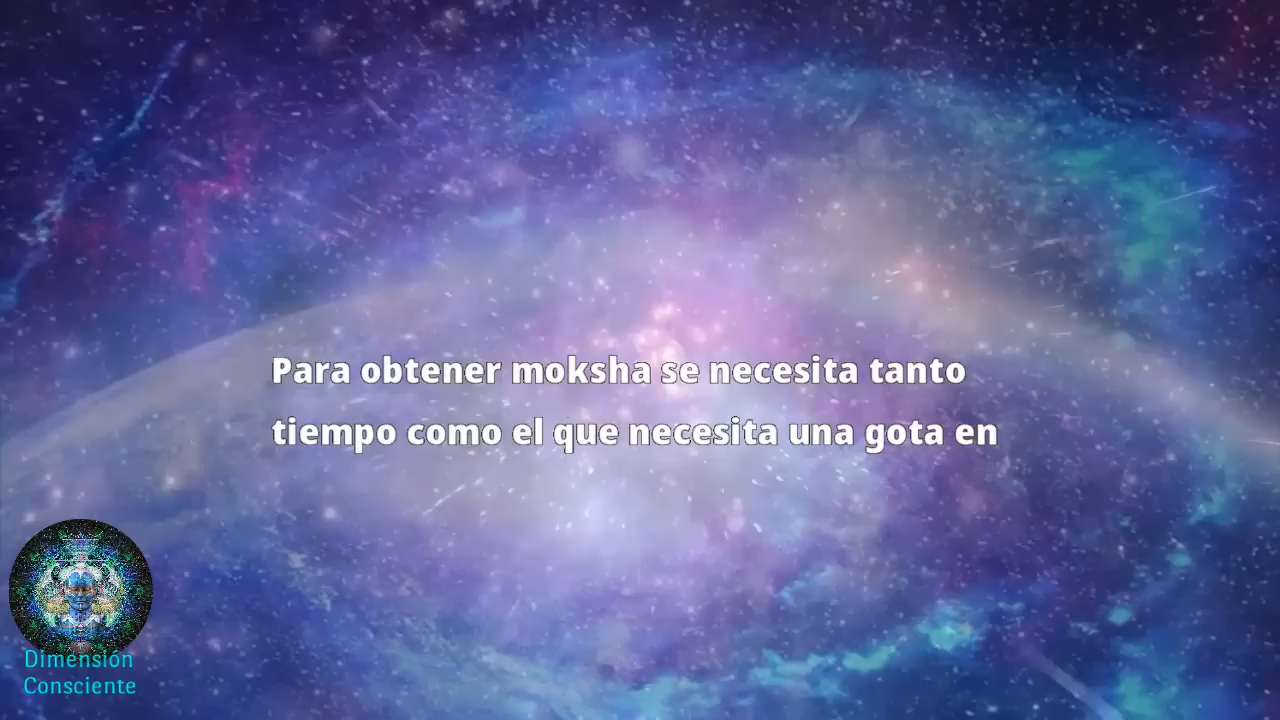 Para obtener moksha se necesita tanto
tiempo como el que necesita una gota en
Dimensión
Consciente